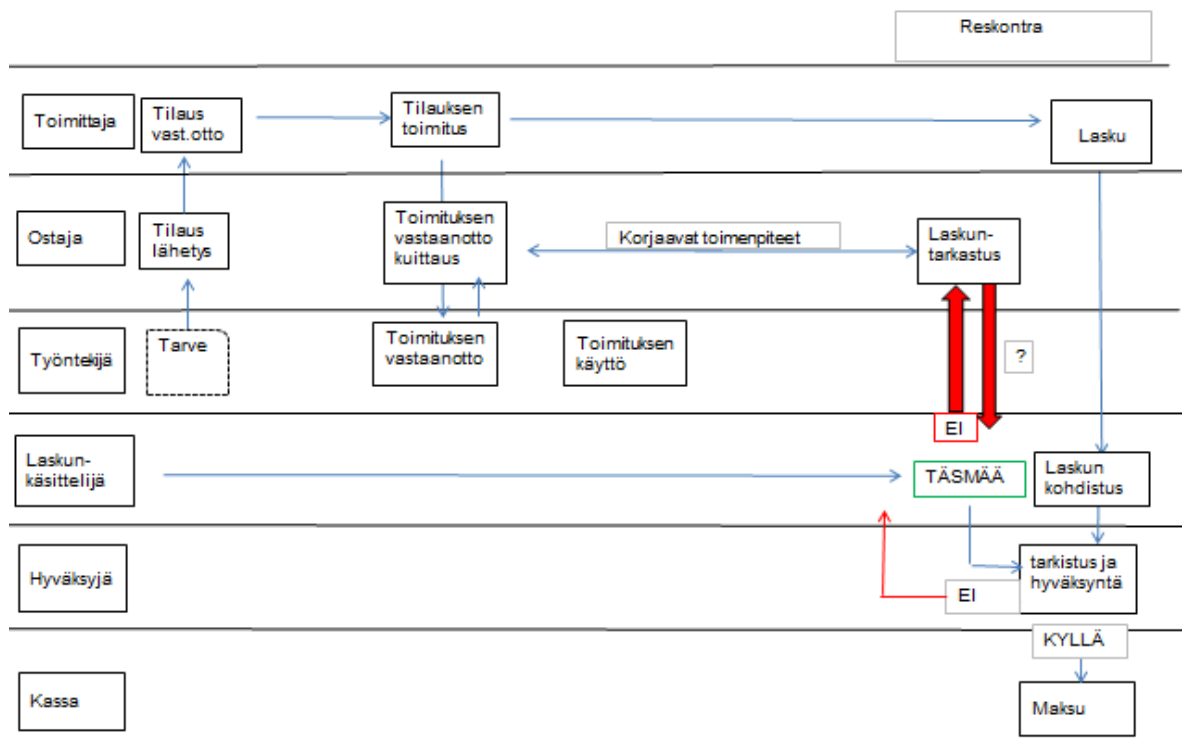 Reskontra
Toimittaja
Tilaus
vast.otto
Tilauksen
toimitus
Lasku
Ostaja
Tilaus
lähetys
Toimituksen
vastaanotto
kuittaus
Korjaavat toimenpiteet
Laskun-
tarkastus
Työntekijä
Tarve
Toimituksen
vastaanotto
Toimituksen
käyttö
?
EI
Laskun-
käsittelijä
TÄSMÄÄ
Laskun
kohdistus
Hyväksyjä
EI
tarkistus ja
hyväksyntä
KYLLÄ
Kassa
Maksu